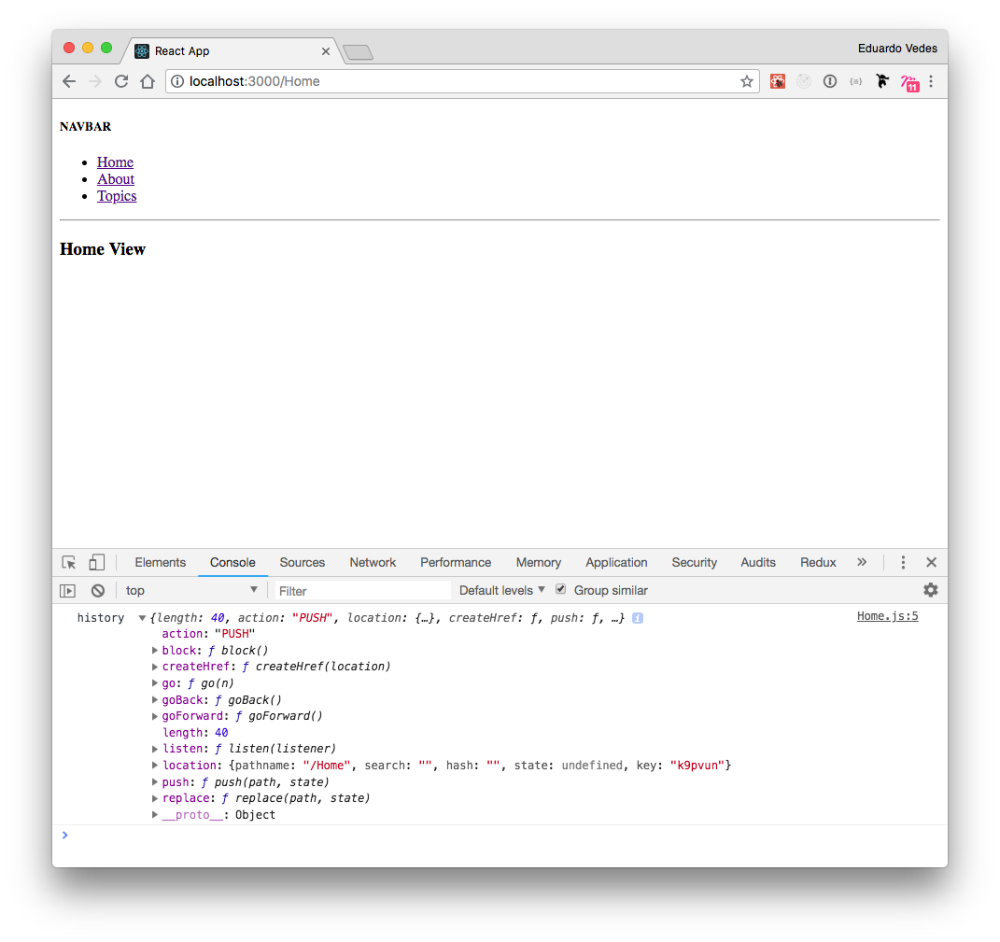 React App
Eduardo Vedes
localhost:3000/Home
11
NAVBAR
Home
About
Topics
Home View
Elements Console Sources Network Performance Memory Application Security Audits Redux »
top Filter Default levels Group similar
history {length: 40, action: "PUSH", location: {…}, createHref: ƒ, push: ƒ, …} i Home.js:5
action: "PUSH"
block: ƒ block()
createHref: ƒ createHref(location)
go: ƒ go(n)
goBack: ƒ goBack()
goForward: ƒ goForward()
length: 40
listen: ƒ listen(listener)
location: {pathname: "/Home", search: "", hash: "", state: undefined, key: "k9pvun"}
push: ƒ push(path, state)
replace: ƒ replace(path, state)
__proto__: Object